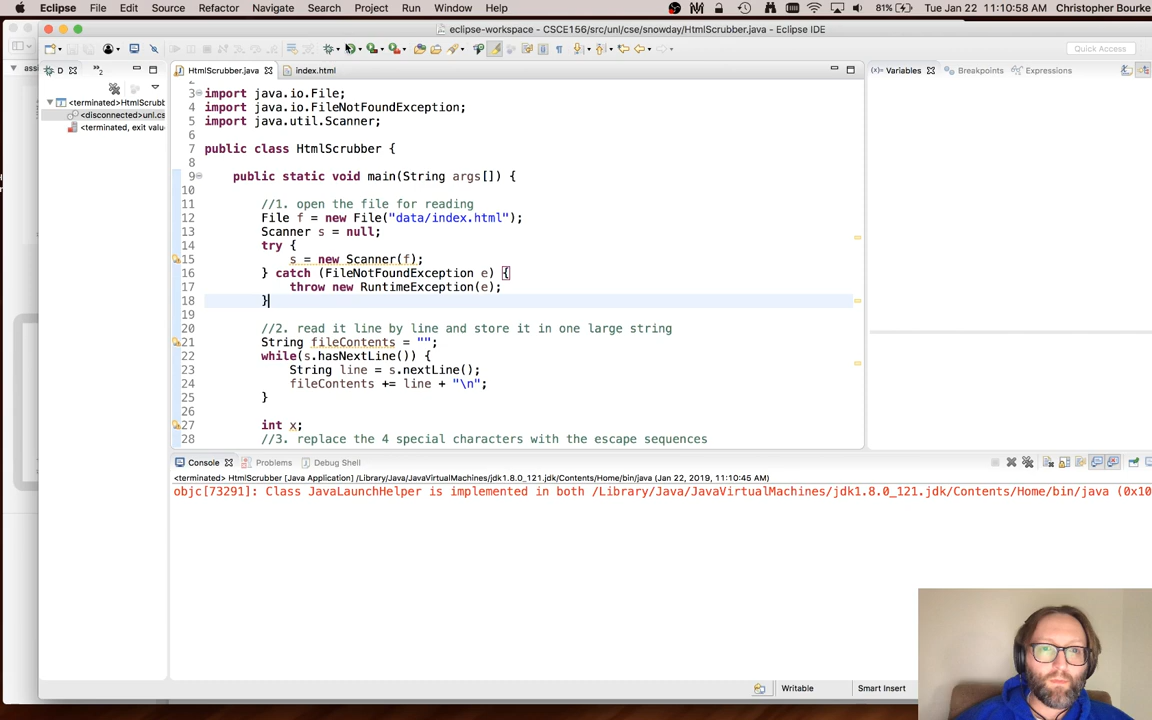 Eclipse File Edit Source Refactor Navigate Search Project Run Window Help 81% Tue Jan 22 11:10:58 AM Christopher Bourke
eclipse-workspace - CSCE156/src/unl/cse/snowday/HtmlScrubber.java - Eclipse IDE
Quick Access
D 2 HtmlScrubber.java index.html Variables Breakpoints Expressions
<terminated>HtmlScrubb
<disconnected>unl.cs
<terminated, exit valu
3 import java.io.File;
4 import java.io.FileNotFoundException;
5 import java.util.Scanner;
6
7 public class HtmlScrubber {
8
9 public static void main(String args[]) {
10
11 //1. open the file for reading
12 File f = new File("data/index.html");
13 Scanner s = null;
14 try {
15 s = new Scanner(f);
16 } catch (FileNotFoundException e) {
17 throw new RuntimeException(e);
18 }
19
20 //2. read it line by line and store it in one large string
21 String fileContents = "";
22 while(s.hasNextLine()) {
23 String line = s.nextLine();
24 fileContents += line + "\n";
25 }
26
27 int x;
28 //3. replace the 4 special characters with the escape sequences
Console Problems Debug Shell
<terminated> HtmlScrubber [Java Application] /Library/Java/JavaVirtualMachines/jdk1.8.0_121.jdk/Contents/Home/bin/java (Jan 22, 2019, 11:10:45 AM)
objc[73291]: Class JavaLaunchHelper is implemented in both /Library/Java/JavaVirtualMachines/jdk1.8.0_121.jdk/Contents/Home/bin/java (0x10
Writable Smart Insert